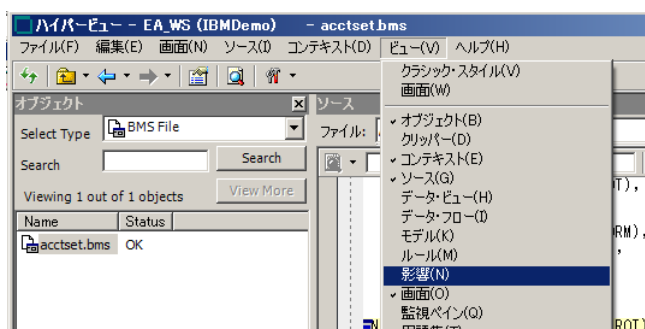 ハイパービュー - EA_WS (IBMDemo) - acctset.bms
ファイル(F) 編集(E) 画面(N) ソース(I) コンテキスト(D) ビュー(V) ヘルプ(H)
オブジェクト
Select Type BMS File
Search Search
Viewing 1 out of 1 objects View More
Name Status
acctset.bms OK
ソース
ファイル:
クラシック・スタイル(V)
画面(W)
オブジェクト(B)
クリッパー(D)
コンテキスト(E)
ソース(G)
データ・ビュー(H)
データ・フロー(I)
モデル(K)
ルール(M)
影響(N)
画面(O)
監視ペイン(Q)